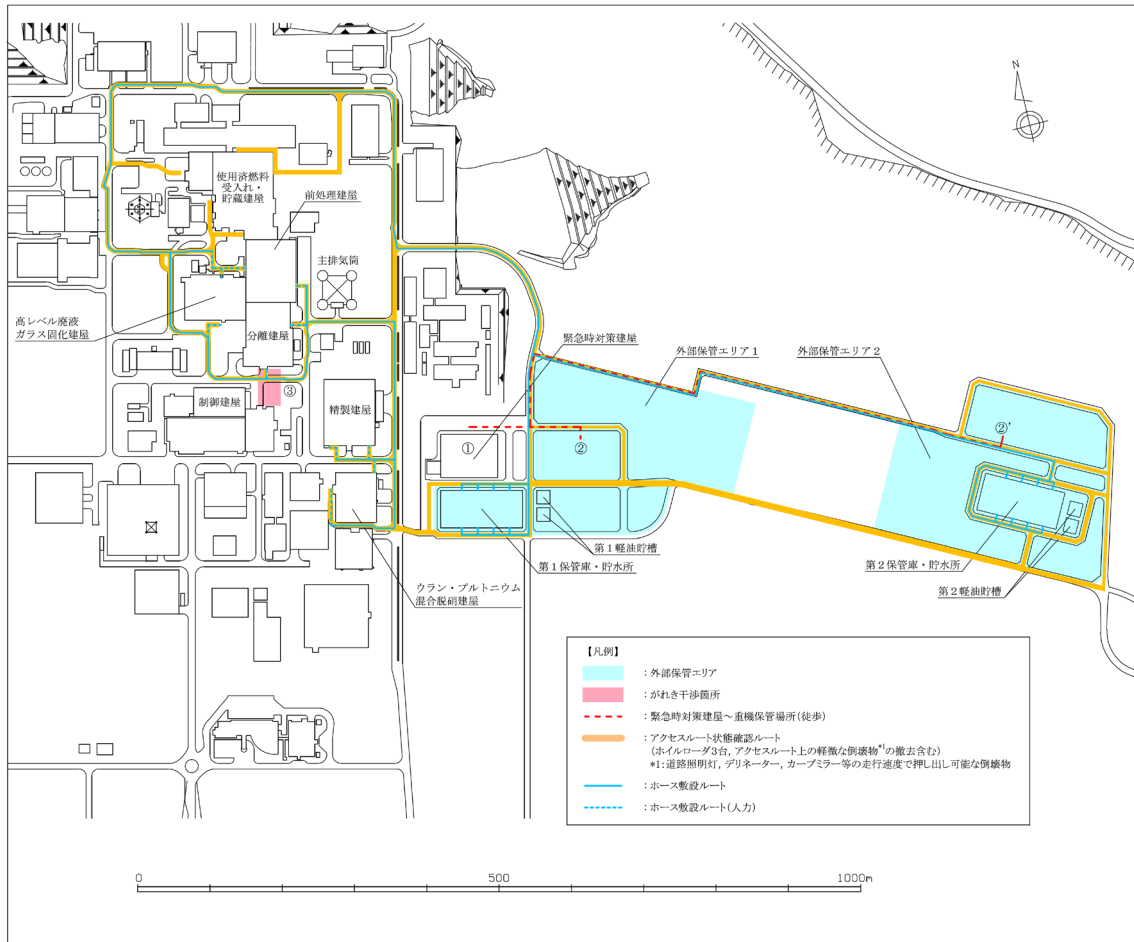 N
使用済燃料
受入れ・
貯蔵建屋
前処理建屋
主排気筒
高レベル廃液
ガラス固化建屋
分離建屋
緊急時対策建屋
外部保管エリア1
外部保管エリア2
③
制御建屋
精製建屋
①
②
②'
第1軽油貯槽
第1保管庫・貯水所
第2保管庫・貯水所
第2軽油貯槽
ウラン・プルトニウム
混合脱硝建屋
【凡例】
：外部保管エリア
：がれき干渉箇所
：緊急時対策建屋～重機保管場所(徒歩)
：アクセスルート状態確認ルート
(ホイルローダ3台, アクセスルート上の軽微な倒壊物*1の撤去含む)
*1：道路照明灯, デリネーター, カーブミラー等の走行速度で押し出し可能な倒壊物
：ホース敷設ルート
：ホース敷設ルート(人力)
0
500
1000m